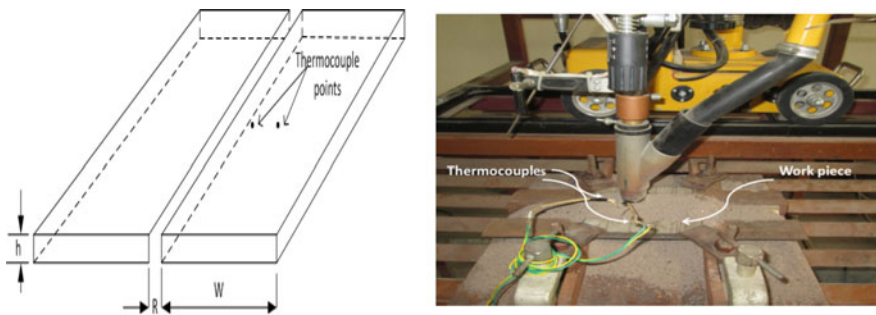 Thermocouple
points
h
R
W
Thermocouples
Work piece